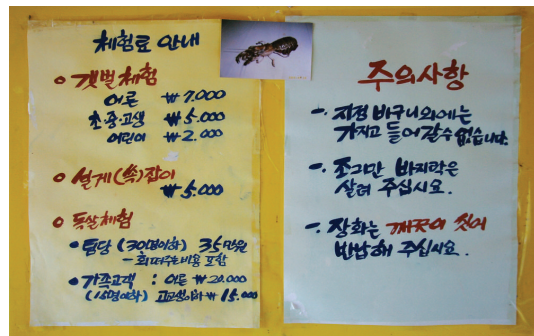 체험료 안내
○ 갯벌체험
어른 ₩7.000
초.중.고생 ₩5.000
어린이 ₩2.000
○ 설게(쏙)잡이
₩5.000
○ 독살체험
• 팀당 (30명이하) 35만원
- 회떠주는비용 포함
• 가족고객 : 어른 ₩20.000
(15명이하) 고교생이하 ₩15.000
주의사항
-. 지정 바구니외에는
가지고 들어갈수 없습니다.
-. 조그만 바지락은
살려 주십시요.
-. 장화는 깨끗이 씻어
반납해 주십시요.